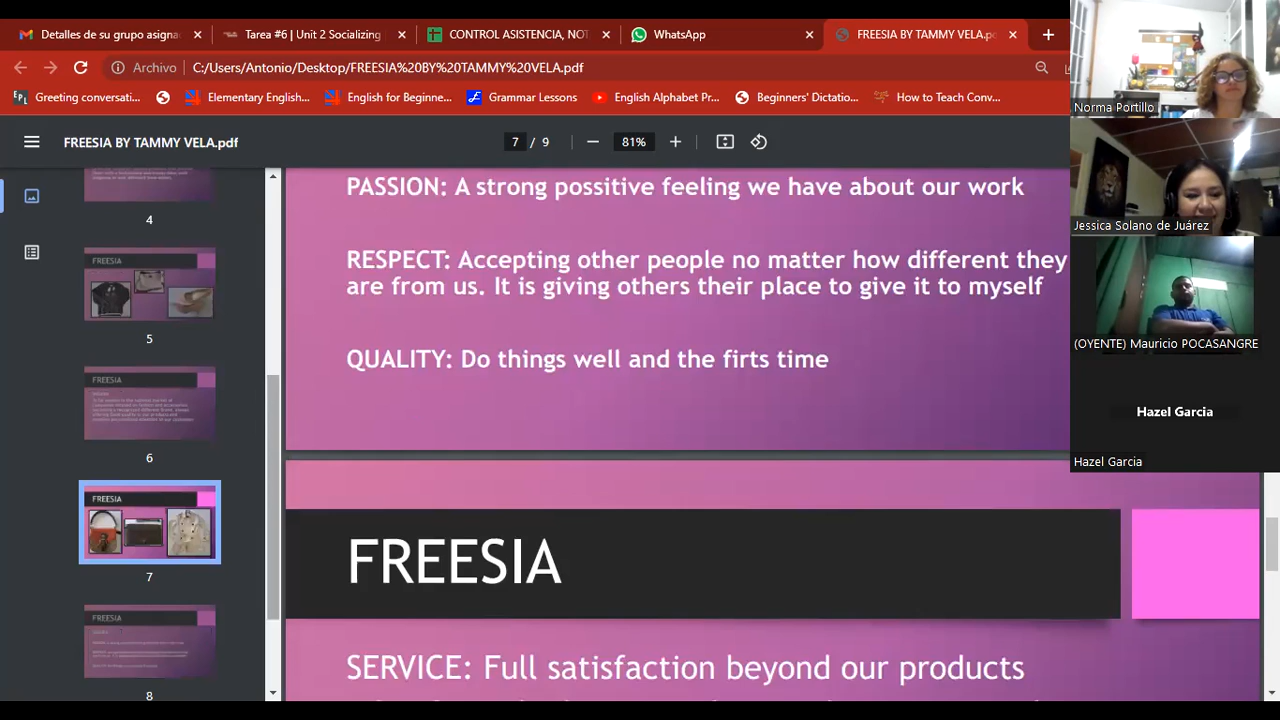 Detalles de su grupo asigna
Tarea #6 | Unit 2 Socializing
CONTROL ASISTENCIA, NOT
WhatsApp
FREESIA BY TAMMY VELA.pd
Archivo
C:/Users/Antonio/Desktop/FREESIA%20BY%20TAMMY%20VELA.pdf
Greeting conversati...
Elementary English...
English for Beginne...
Grammar Lessons
English Alphabet Pr...
Beginners' Dictatio...
How to Teach Conv...
FREESIA BY TAMMY VELA.pdf
7 / 9
81%
4
FREESIA
5
FREESIA
6
FREESIA
7
FREESIA
8
PASSION: A strong possitive feeling we have about our work
RESPECT: Accepting other people no matter how different they
are from us. It is giving others their place to give it to myself
QUALITY: Do things well and the firts time
FREESIA
SERVICE: Full satisfaction beyond our products
Norma Portillo
Jessica Solano de Juárez
(OYENTE) Mauricio POCASANGRE
Hazel Garcia
Hazel Garcia